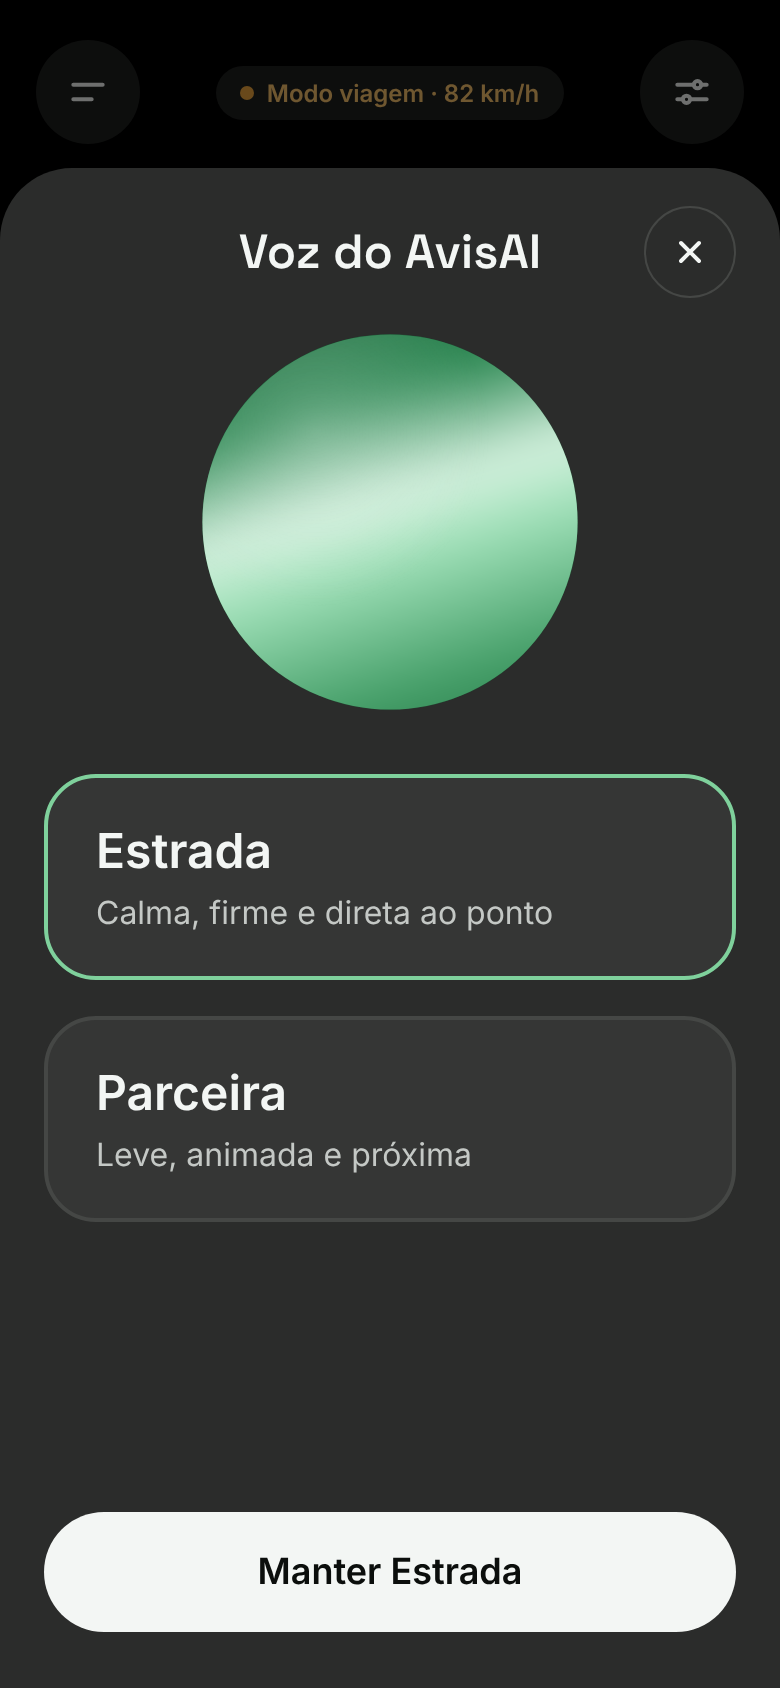 Modo viagem · 82 km/h
Voz do AvisAI
Estrada
Calma, firme e direta ao ponto
Parceira
Leve, animada e próxima
Manter Estrada